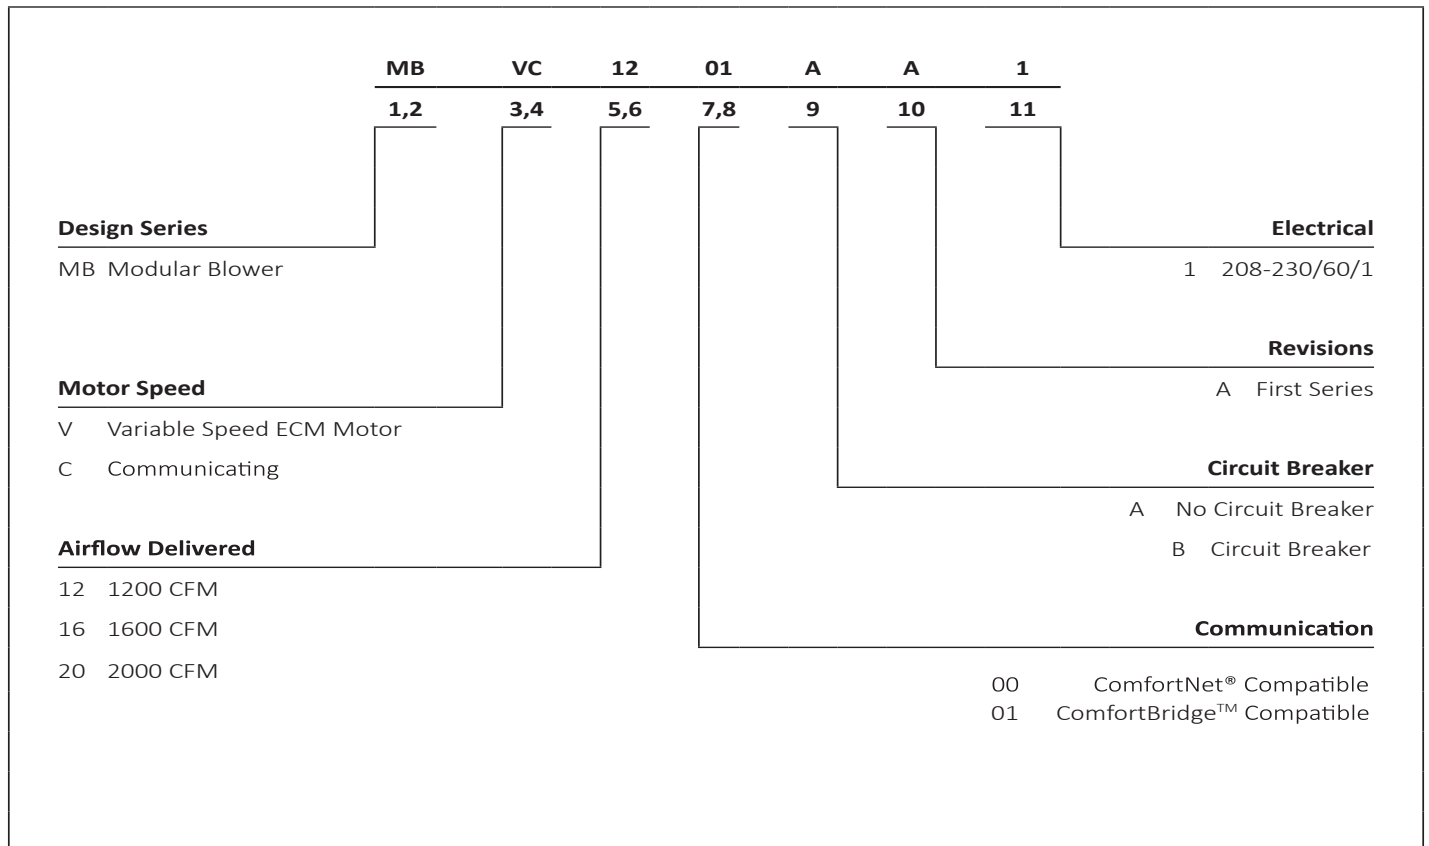 MB VC 12 01 A A 1
1,2 3,4 5,6 7,8 9 10 11
Design Series
MB Modular Blower
Motor Speed
V Variable Speed ECM Motor
C Communicating
Airflow Delivered
12 1200 CFM
16 1600 CFM
20 2000 CFM
Electrical
1 208-230/60/1
Revisions
A First Series
Circuit Breaker
A No Circuit Breaker
B Circuit Breaker
Communication
00 ComfortNet® Compatible
01 ComfortBridge™ Compatible